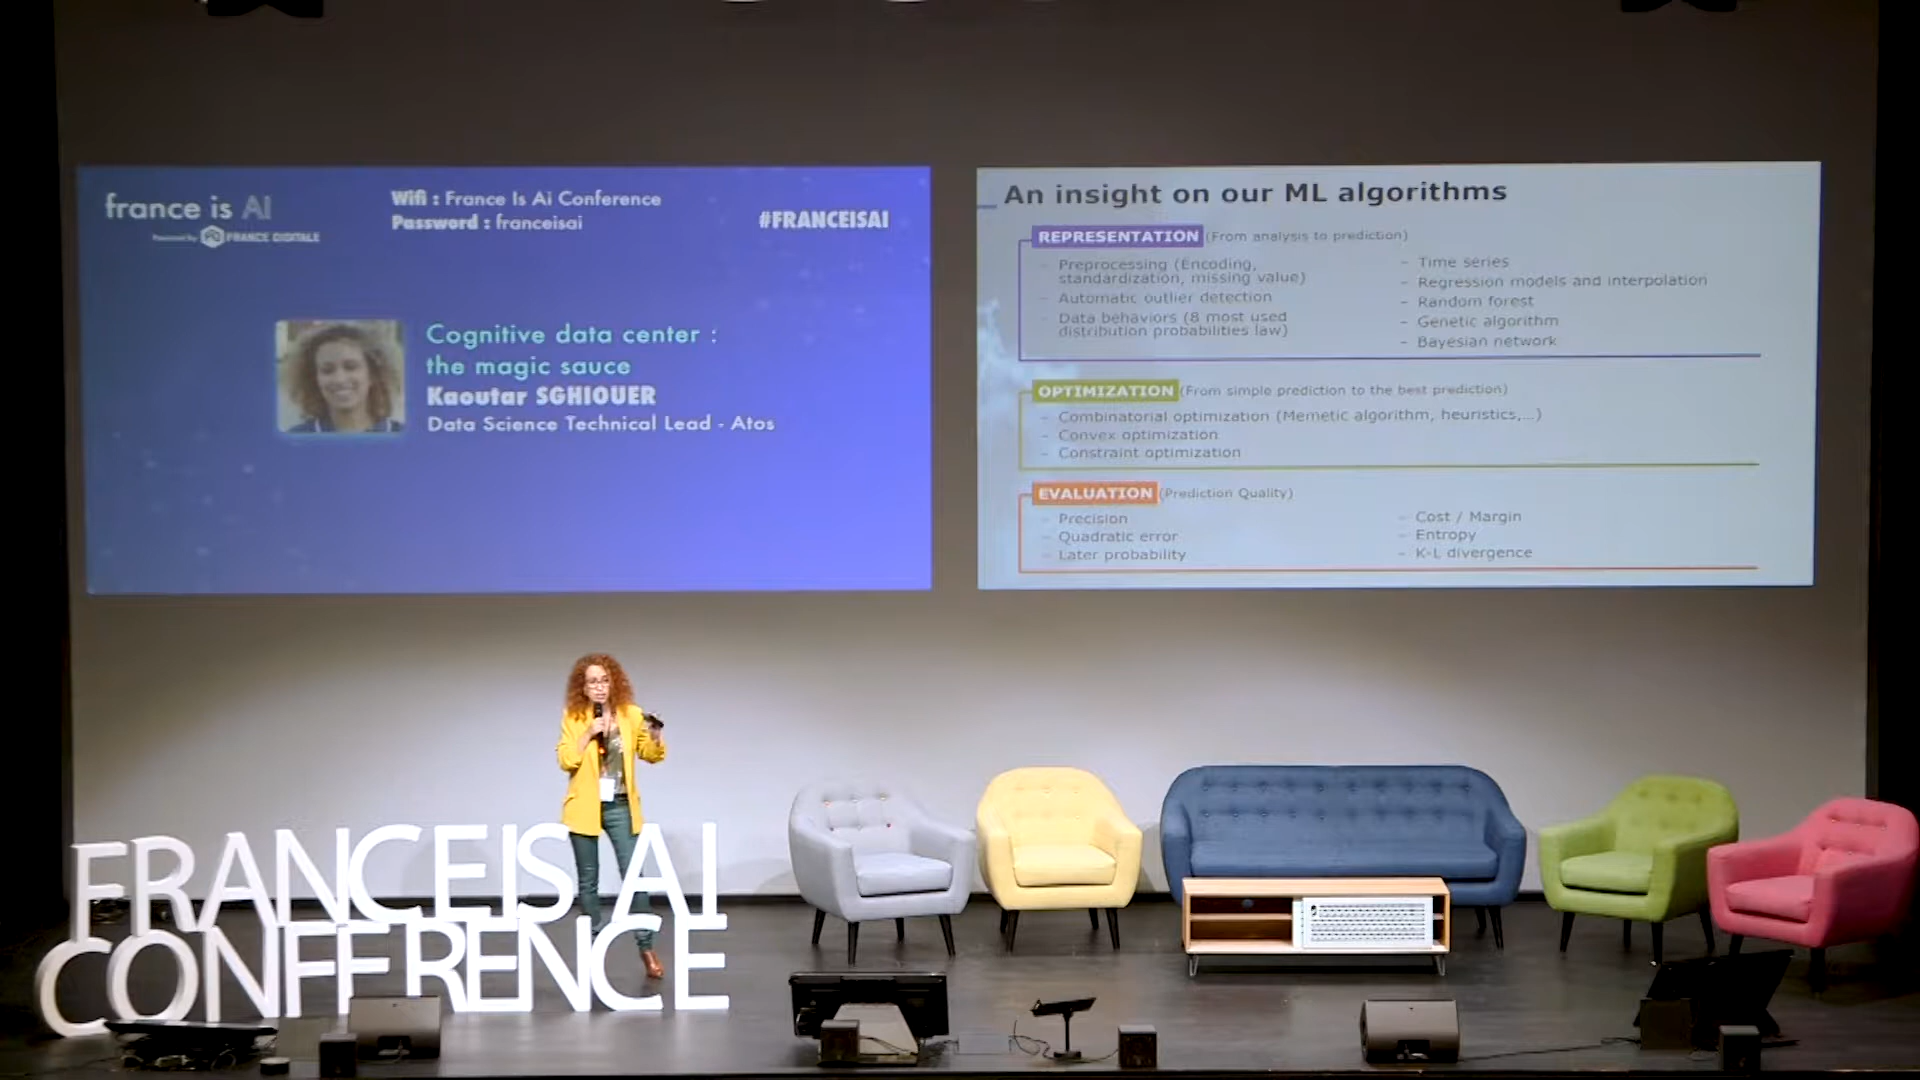 france is AI
Powered by FRANCE DIGITALE
Wifi : France Is Ai Conference
Password : franceisai
#FRANCEISAI
Cognitive data center :
the magic sauce
Kaoutar SGHIOUER
Data Science Technical Lead - Atos
An insight on our ML algorithms
REPRESENTATION (From analysis to prediction)
- Preprocessing (Encoding,
standardization, missing value)
- Automatic outlier detection
- Data behaviors (8 most used
distribution probabilities law)
- Time series
- Regression models and interpolation
- Random forest
- Genetic algorithm
- Bayesian network
OPTIMIZATION (From simple prediction to the best prediction)
- Combinatorial optimization (Memetic algorithm, heuristics,...)
- Convex optimization
- Constraint optimization
EVALUATION (Prediction Quality)
- Precision
- Quadratic error
- Later probability
- Cost / Margin
- Entropy
- K-L divergence
FRANCE IS AI
CONFERENCE